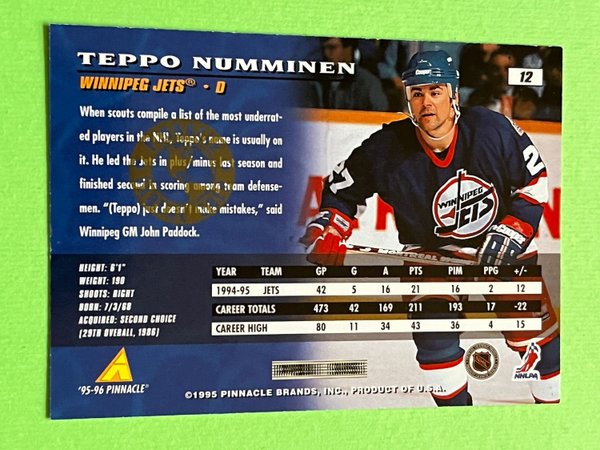 TEPPO NUMMINEN
12
WINNIPEG JETS® · D
When scouts compile a list of the most underrat-
ed players in the NHL, Teppo's name is usually on
it. He led the Jets in plus/minus last season and
finished second in scoring among team defense-
men. "(Teppo) just doesn't make mistakes," said
Winnipeg GM John Paddock.
Cooper
27
WINNIPEG
JETS
MONTREAL
HEIGHT: 6'1"
WEIGHT: 190
SHOOTS: RIGHT
BORN: 7/3/68
ACQUIRED: SECOND CHOICE
(29TH OVERALL, 1986)
YEAR TEAM GP G A PTS PIM PPG +/-
1994-95 JETS 42 5 16 21 16 2 12
CAREER TOTALS 473 42 169 211 193 17 -22
CAREER HIGH 80 11 34 43 36 4 15
'95-96 PINNACLE®
NHLPA
©1995 PINNACLE BRANDS, INC., PRODUCT OF U.S.A.